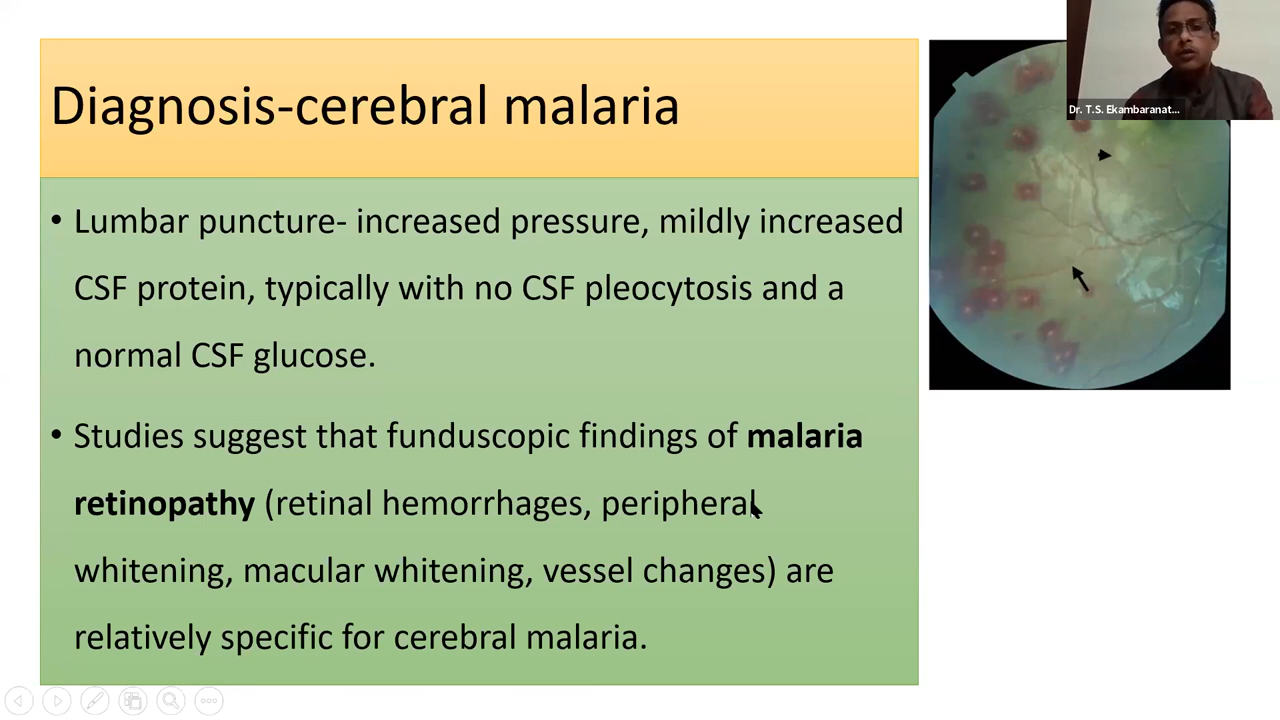 Diagnosis-cerebral malaria
• Lumbar puncture- increased pressure, mildly increased
CSF protein, typically with no CSF pleocytosis and a
normal CSF glucose.
• Studies suggest that funduscopic findings of malaria
retinopathy (retinal hemorrhages, peripheral
whitening, macular whitening, vessel changes) are
relatively specific for cerebral malaria.
Dr. T.S. Ekambaranat...